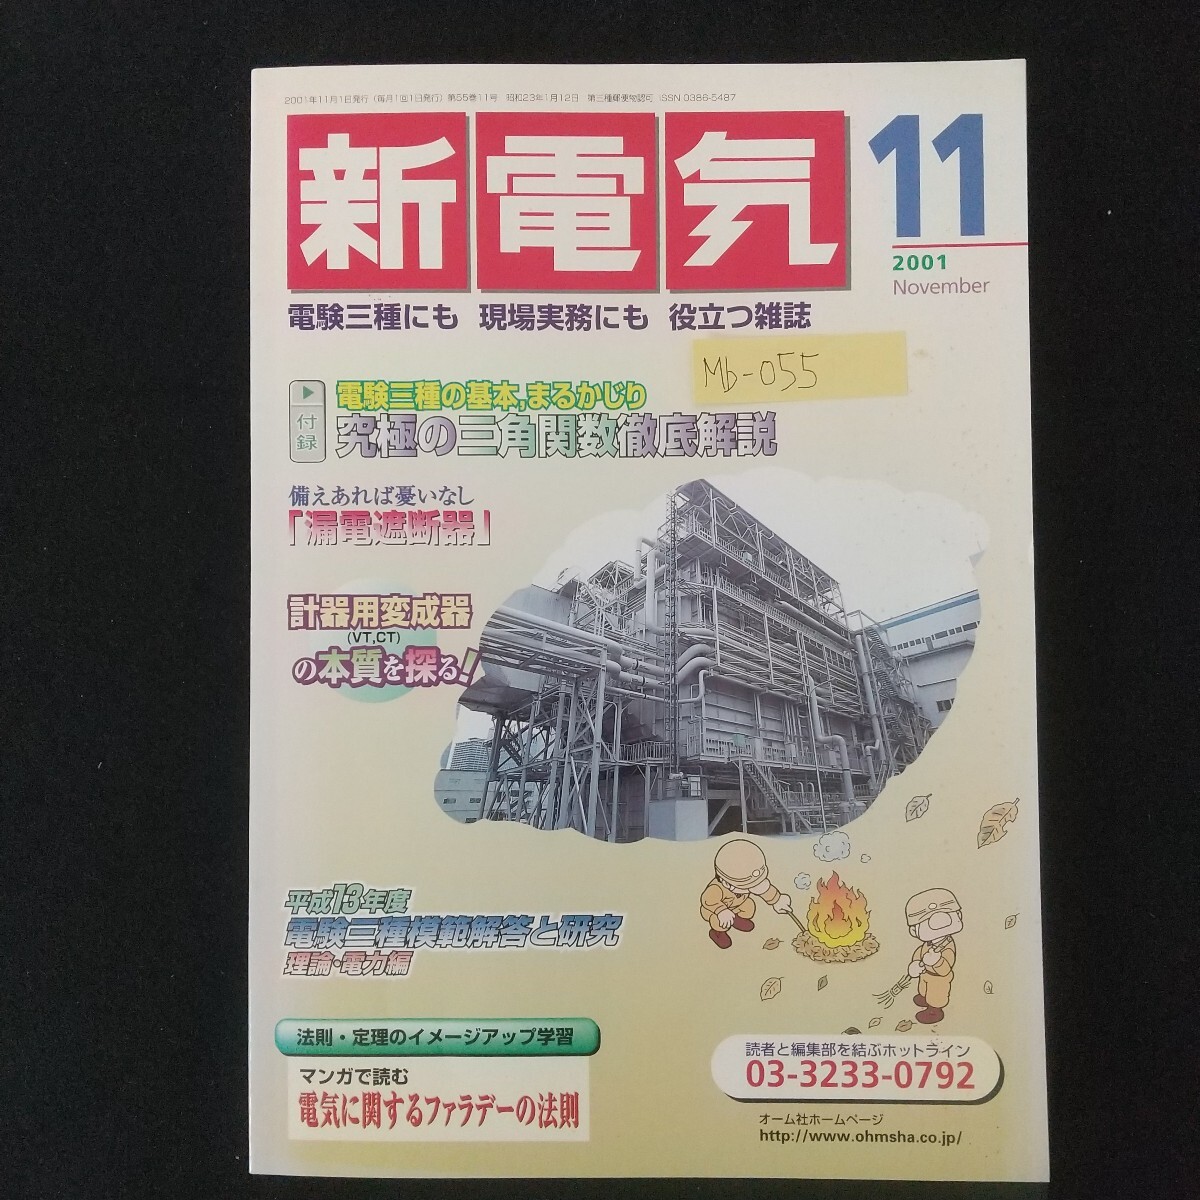 2001年11月1日発行（毎月1回1日発行）第55巻11号 昭和23年1月12日 第三種郵便物認可 ISSN 0386-5487
新電気
11
2001
November
電験三種にも 現場実務にも 役立つ雑誌
Mb-055
付録
電験三種の基本,まるかじり
究極の三角関数徹底解説
備えあれば憂いなし
「漏電遮断器」
計器用変成器
(VT,CT)
の本質を探る!
平成13年度
電験三種模範解答と研究
理論・電力編
法則・定理のイメージアップ学習
マンガで読む
電気に関するファラデーの法則
読者と編集部を結ぶホットライン
03-3233-0792
オーム社ホームページ
http://www.ohmsha.co.jp/